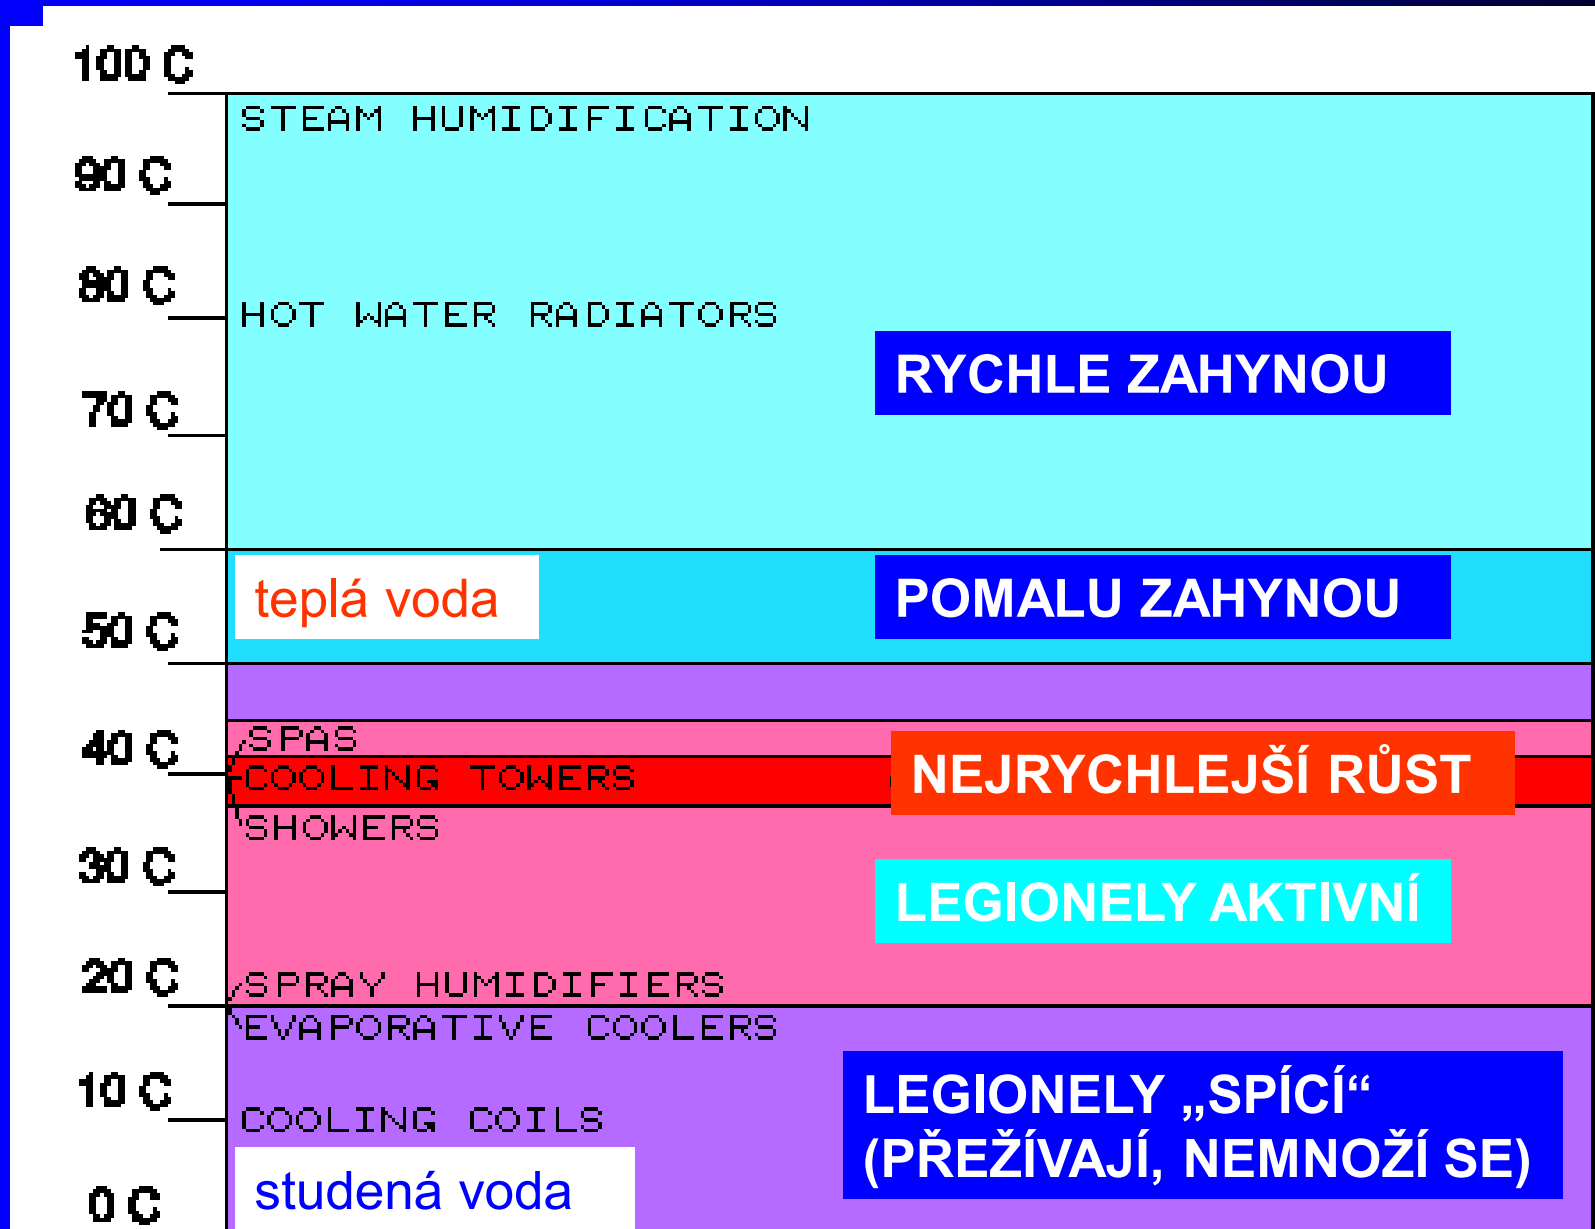 100 C
STEAM HUMIDIFICATION
90 C
80 C
HOT WATER RADIATORS
RYCHLE ZAHYNOU
70 C
60 C
teplá voda
POMALU ZAHYNOU
50 C
SPAS
40 C
COOLING TOWERS
NEJRYCHLEJŠÍ RŮST
SHOWERS
30 C
LEGIONELY AKTIVNÍ
20 C
SPRAY HUMIDIFIERS
EVAPORATIVE COOLERS
10 C
COOLING COILS
LEGIONELY „SPÍCÍ“
(PŘEŽÍVAJÍ, NEMNOŽÍ SE)
studená voda
0 C